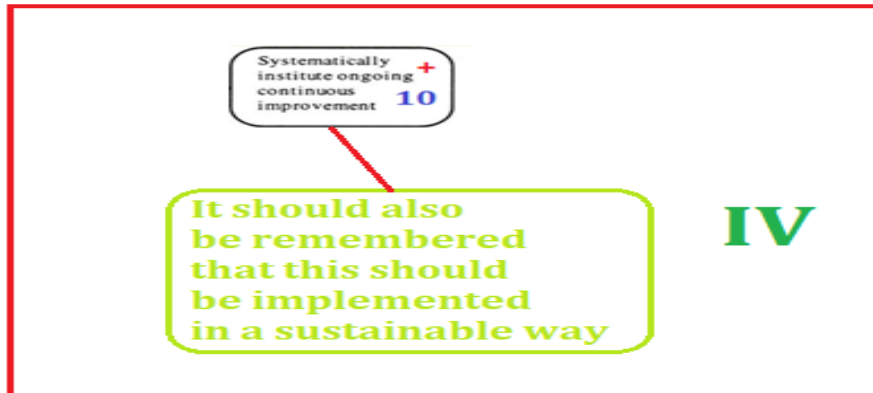 Systematically
institute ongoing +
continuous
improvement 10
It should also
be remembered
that this should
be implemented
in a sustainable way
IV